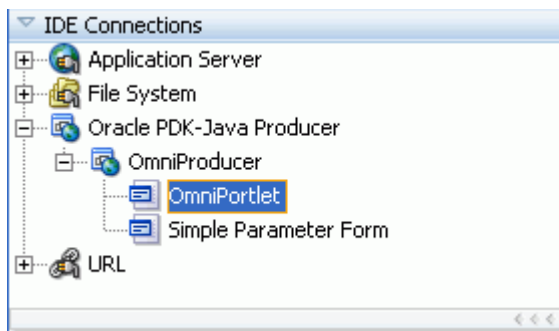 IDE Connections
Application Server
File System
Oracle PDK-Java Producer
OmniProducer
OmniPortlet
Simple Parameter Form
URL